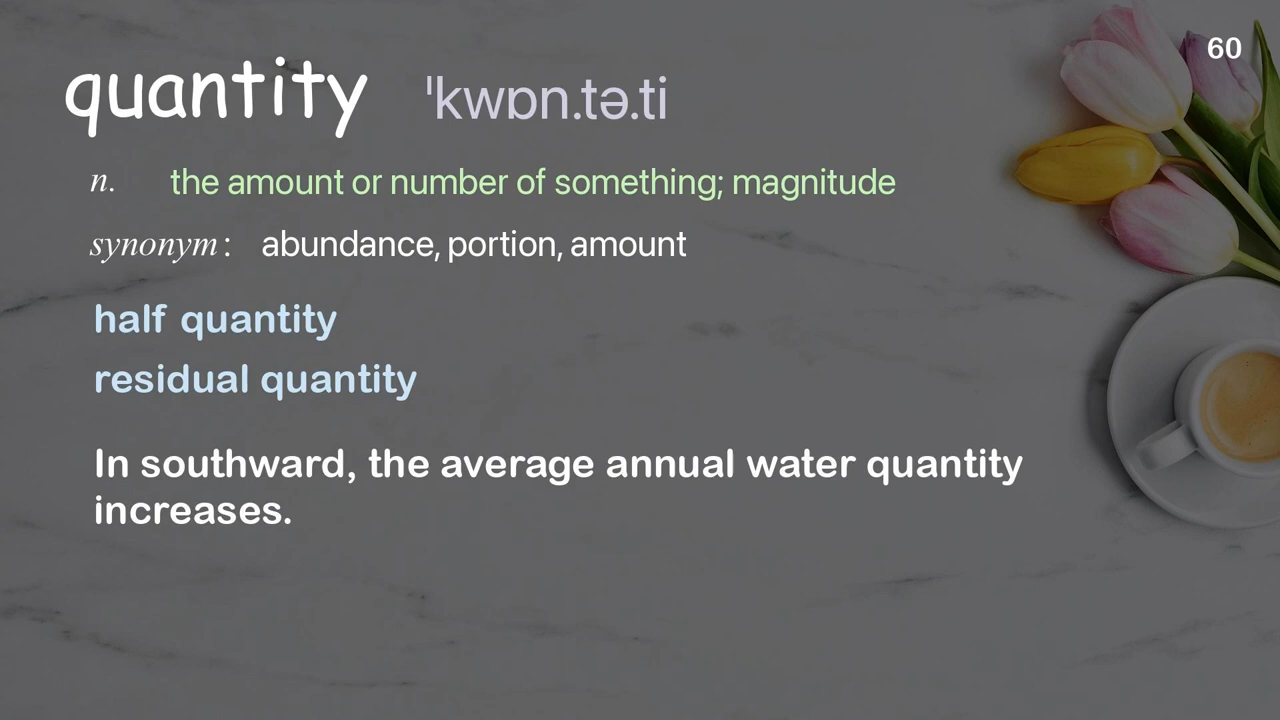 60
quantity ˈkwɒn.tə.ti
n. the amount or number of something; magnitude
synonym: abundance, portion, amount
half quantity
residual quantity
In southward, the average annual water quantity
increases.